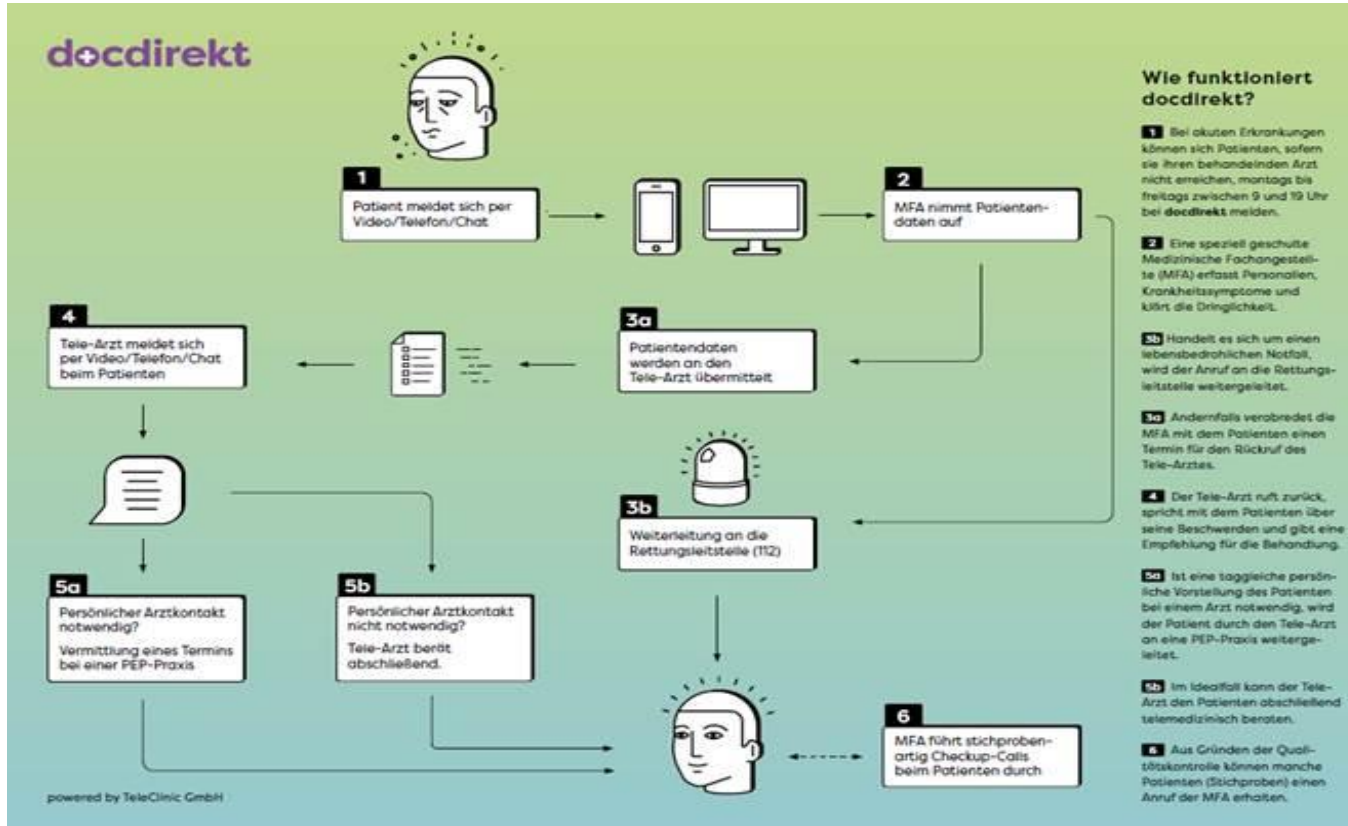 docdirekt
1
Patient meldet sich per
Video/Telefon/Chat
2
MFA nimmt Patienten-
daten auf
3a
Patientendaten
werden an den
Tele-Arzt übermittelt
4
Tele-Arzt meldet sich
per Video/Telefon/Chat
beim Patienten
3b
Weiterleitung an die
Rettungsleitstelle (112)
5a
Persönlicher Arztkontakt
notwendig?
Vermittlung eines Termins
bei einer PEP-Praxis
5b
Persönlicher Arztkontakt
nicht notwendig?
Tele-Arzt berät
abschließend.
6
MFA führt stichproben-
artig Checkup-Calls
beim Patienten durch
powered by TeleClinic GmbH
Wie funktioniert
docdirekt?
1 Bei akuten Erkrankungen
können sich Patienten, sofern
sie ihren behandelnden Arzt
nicht erreichen, montags bis
freitags zwischen 9 und 19 Uhr
bei docdirekt melden.
2 Eine speziell geschulte
Medizinische Fachangestell-
te (MFA) erfasst Personalien,
Krankheitssymptome und
klärt die Dringlichkeit.
3b Handelt es sich um einen
lebensbedrohlichen Notfall,
wird der Anruf an die Rettungs-
leitstelle weitergeleitet.
3a Andernfalls verabredet die
MFA mit dem Patienten einen
Termin für den Rückruf des
Tele-Arztes.
4 Der Tele-Arzt ruft zurück,
spricht mit dem Patienten über
seine Beschwerden und gibt eine
Empfehlung für die Behandlung.
5a Ist eine taggleiche persön-
liche Vorstellung des Patienten
bei einem Arzt notwendig, wird
der Patient durch den Tele-Arzt
an eine PEP-Praxis weiterge-
leitet.
5b Im Idealfall kann der Tele-
Arzt den Patienten abschließend
telemedizinisch beraten.
6 Aus Gründen der Quali-
tätskontrolle können manche
Patienten (Stichproben) einen
Anruf der MFA erhalten.